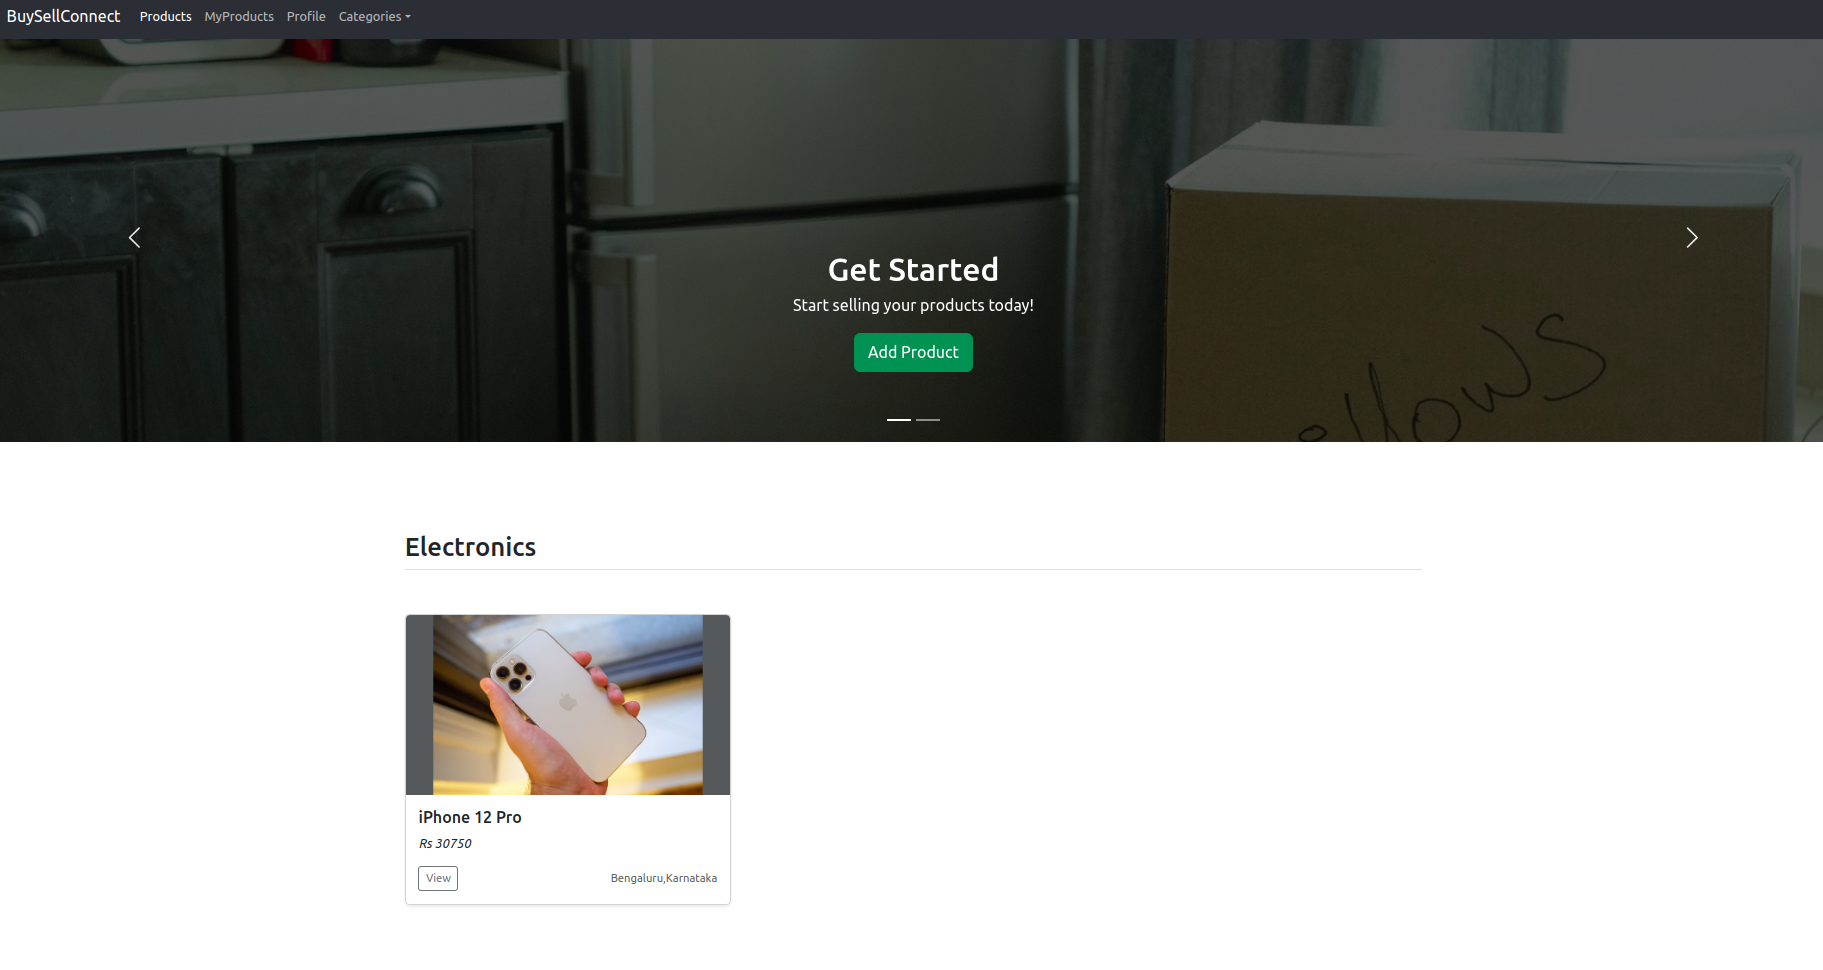 BuySellConnect Products MyProducts Profile Categories
Get Started
Start selling your products today!
Add Product
Electronics
iPhone 12 Pro
Rs 30750
View Bengaluru,Karnataka